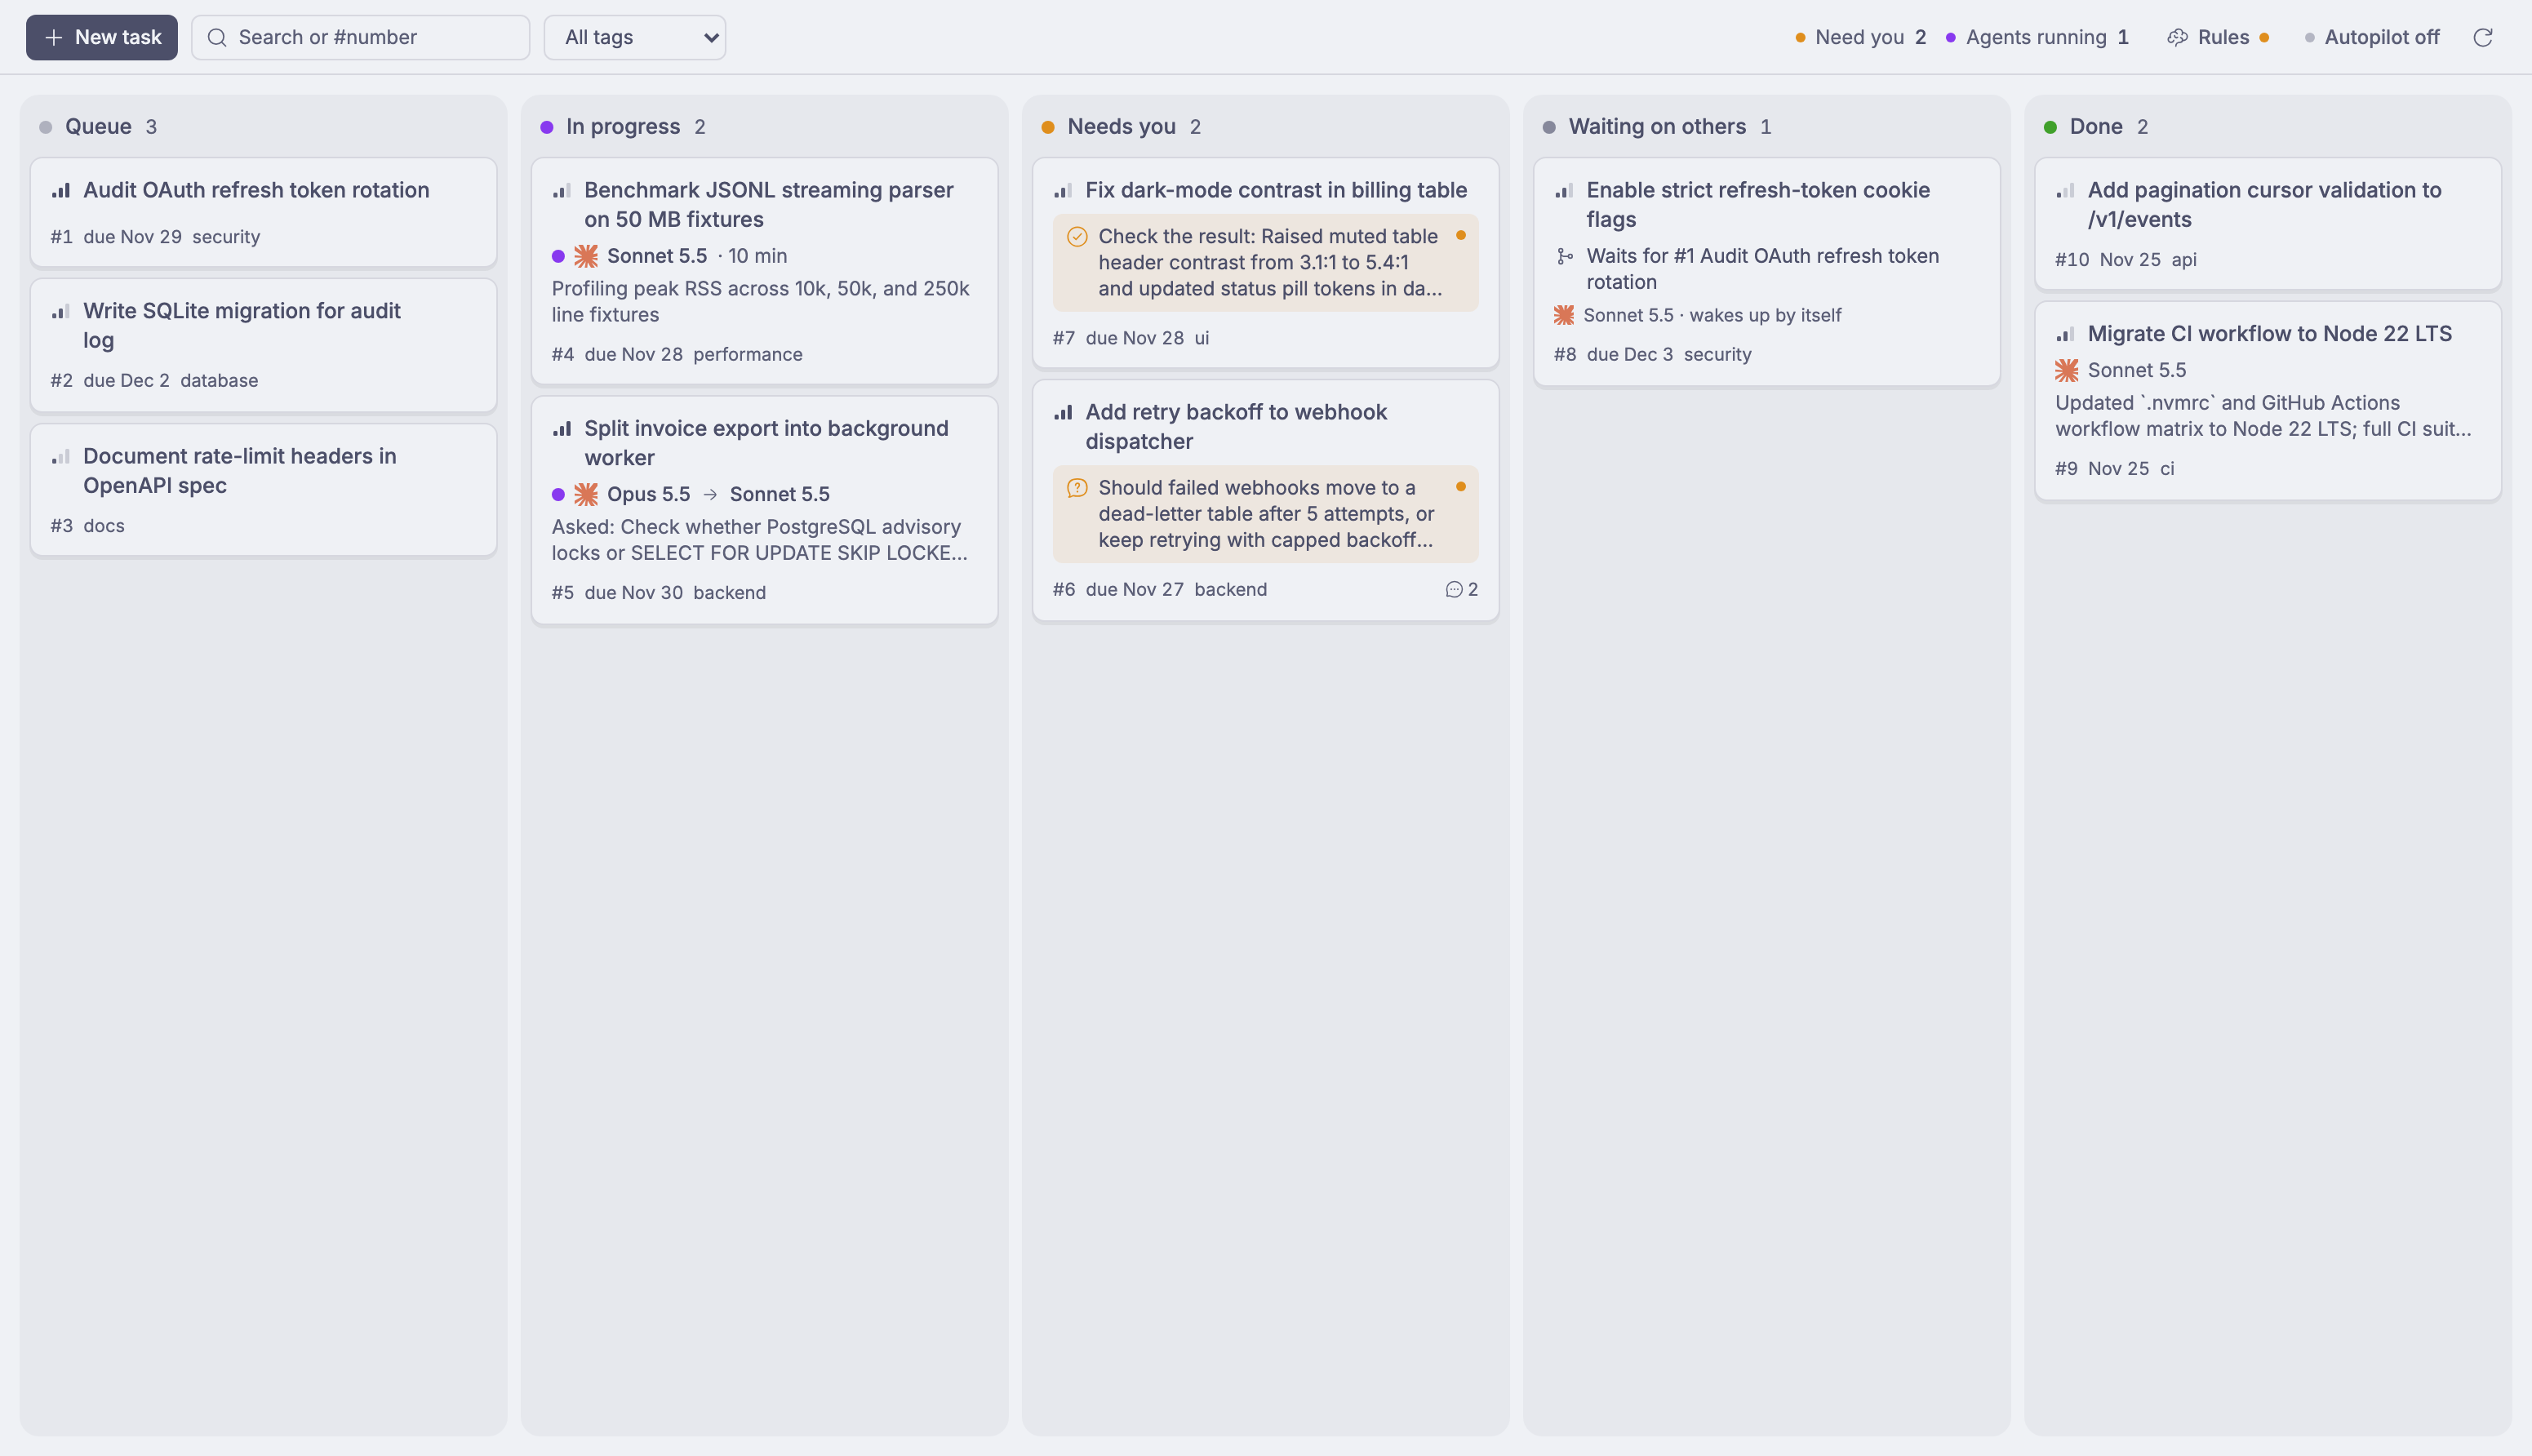 New task
Search or #number
All tags
Need you 2
Agents running 1
Rules
Autopilot off
Queue 3
Audit OAuth refresh token rotation
#1 due Nov 29 security
Write SQLite migration for audit
log
#2 due Dec 2 database
Document rate-limit headers in
OpenAPI spec
#3 docs
In progress 2
Benchmark JSONL streaming parser
on 50 MB fixtures
Sonnet 5.5 · 10 min
Profiling peak RSS across 10k, 50k, and 250k
line fixtures
#4 due Nov 28 performance
Split invoice export into background
worker
Opus 5.5 → Sonnet 5.5
Asked: Check whether PostgreSQL advisory
locks or SELECT FOR UPDATE SKIP LOCKE...
#5 due Nov 30 backend
Needs you 2
Fix dark-mode contrast in billing table
Check the result: Raised muted table
header contrast from 3.1:1 to 5.4:1
and updated status pill tokens in da...
#7 due Nov 28 ui
Add retry backoff to webhook
dispatcher
Should failed webhooks move to a
dead-letter table after 5 attempts, or
keep retrying with capped backoff...
#6 due Nov 27 backend 2
Waiting on others 1
Enable strict refresh-token cookie
flags
Waits for #1 Audit OAuth refresh token
rotation
Sonnet 5.5 · wakes up by itself
#8 due Dec 3 security
Done 2
Add pagination cursor validation to
/v1/events
#10 Nov 25 api
Migrate CI workflow to Node 22 LTS
Sonnet 5.5
Updated `.nvmrc` and GitHub Actions
workflow matrix to Node 22 LTS; full CI suit...
#9 Nov 25 ci